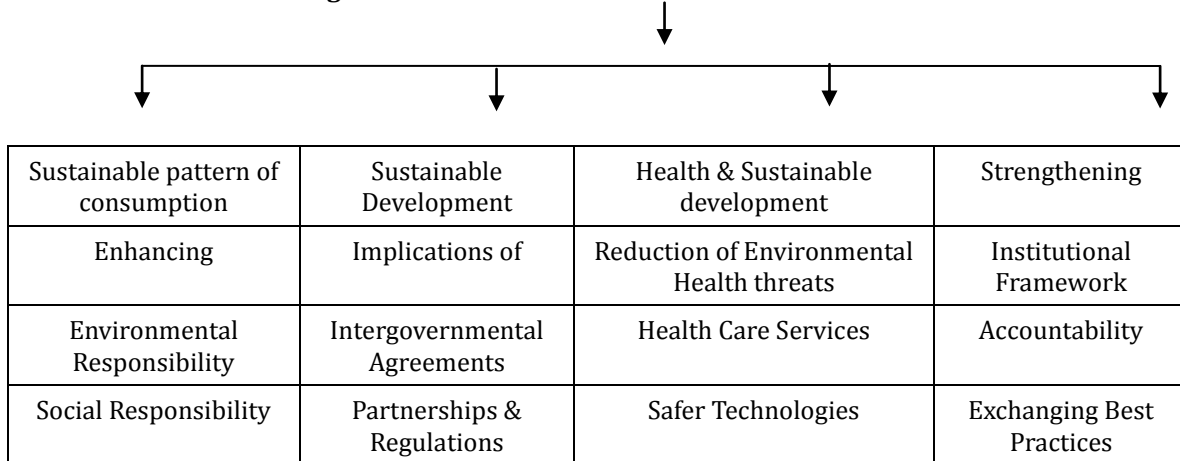 Sustainable pattern of
consumption
Sustainable
Development
Health & Sustainable
development
Strengthening
Enhancing
Implications of
Reduction of Environmental
Health threats
Institutional
Framework
Environmental
Responsibility
Intergovernmental
Agreements
Health Care Services
Accountability
Social Responsibility
Partnerships &
Regulations
Safer Technologies
Exchanging Best
Practices